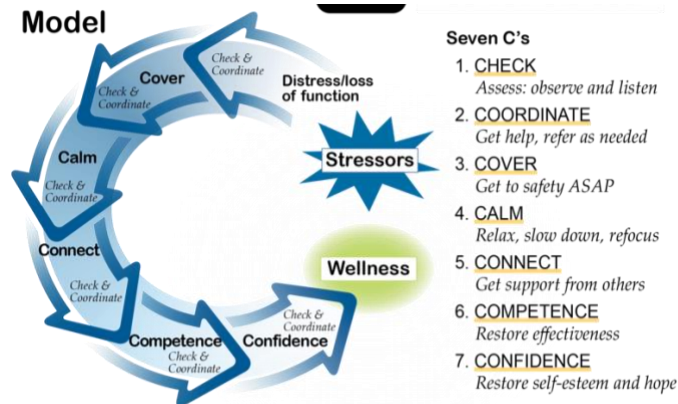 Model
Check &
Coordinate
Distress/loss
of function
Cover
Check &
Coordinate
Calm
Check &
Coordinate
Connect
Check &
Coordinate
Competence
Check &
Coordinate
Confidence
Check &
Coordinate
Stressors
Wellness
Seven C's
1. CHECK
Assess: observe and listen
2. COORDINATE
Get help, refer as needed
3. COVER
Get to safety ASAP
4. CALM
Relax, slow down, refocus
5. CONNECT
Get support from others
6. COMPETENCE
Restore effectiveness
7. CONFIDENCE
Restore self-esteem and hope